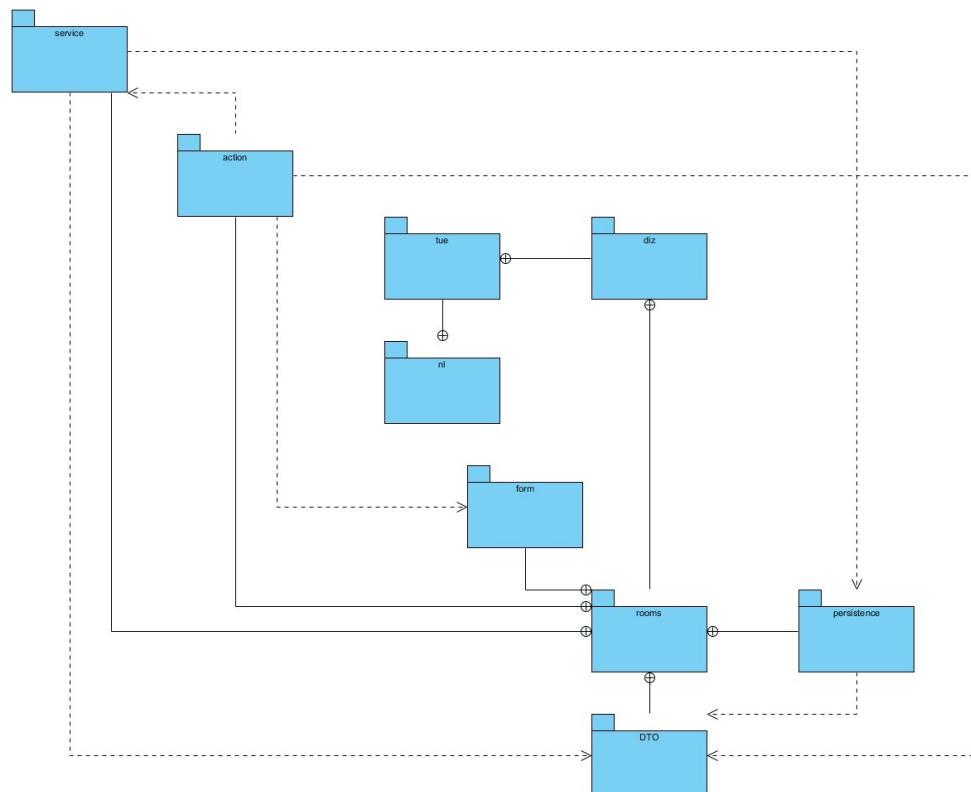 service
action
tue
diz
nl
form
rooms
persistence
DTO